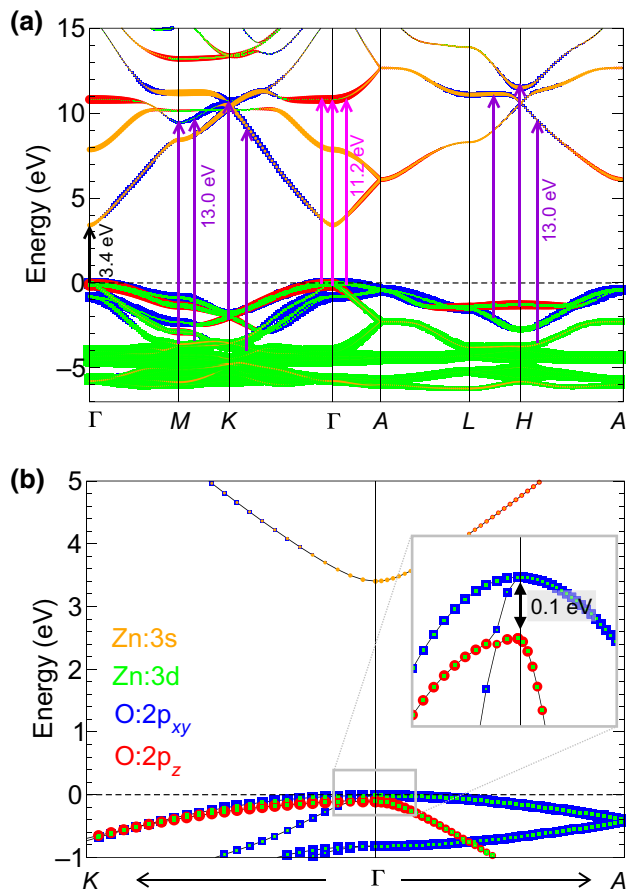 (a)
15
10
5
0
−5
Energy (eV)
3.4 eV
13.0 eV
11.2 eV
13.0 eV
Γ M K Γ A L H A
(b)
5
4
3
2
1
0
−1
Energy (eV)
0.1 eV
Zn:3s
Zn:3d
O:2pxy
O:2pz
K Γ A